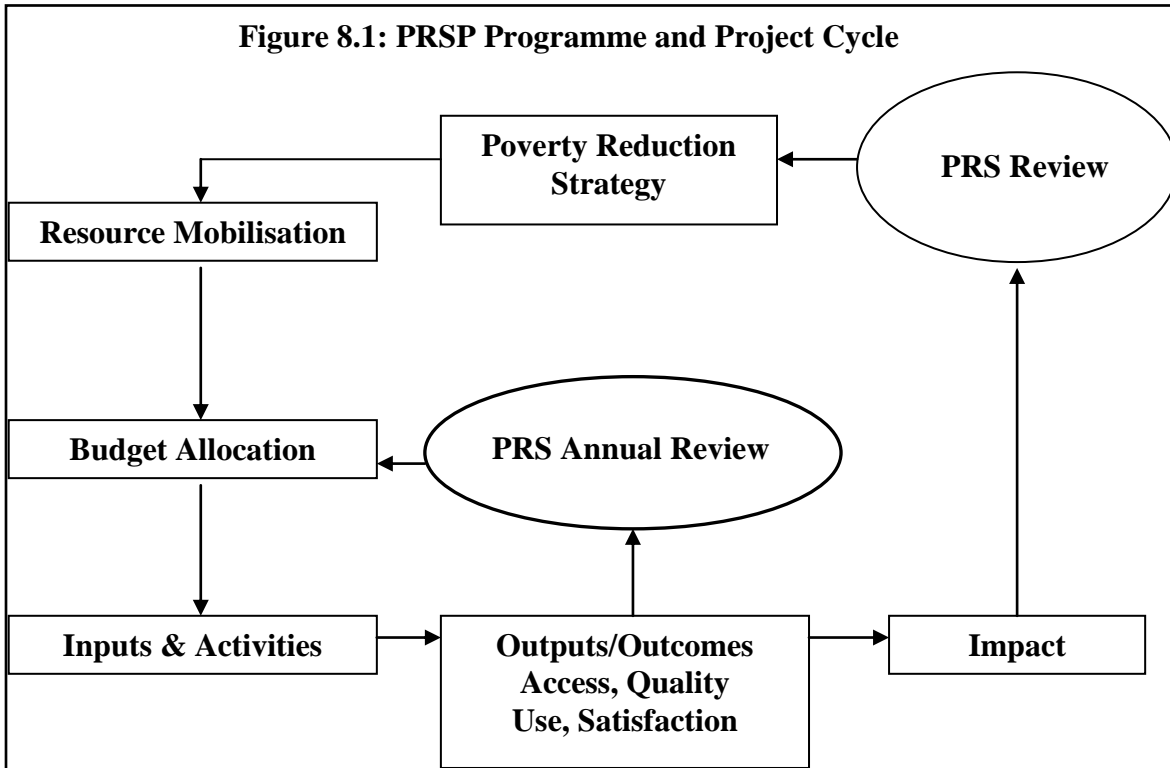 Figure 8.1: PRSP Programme and Project Cycle
Poverty Reduction
Strategy
PRS Review
Resource Mobilisation
Budget Allocation
PRS Annual Review
Inputs & Activities
Outputs/Outcomes
Access, Quality
Use, Satisfaction
Impact